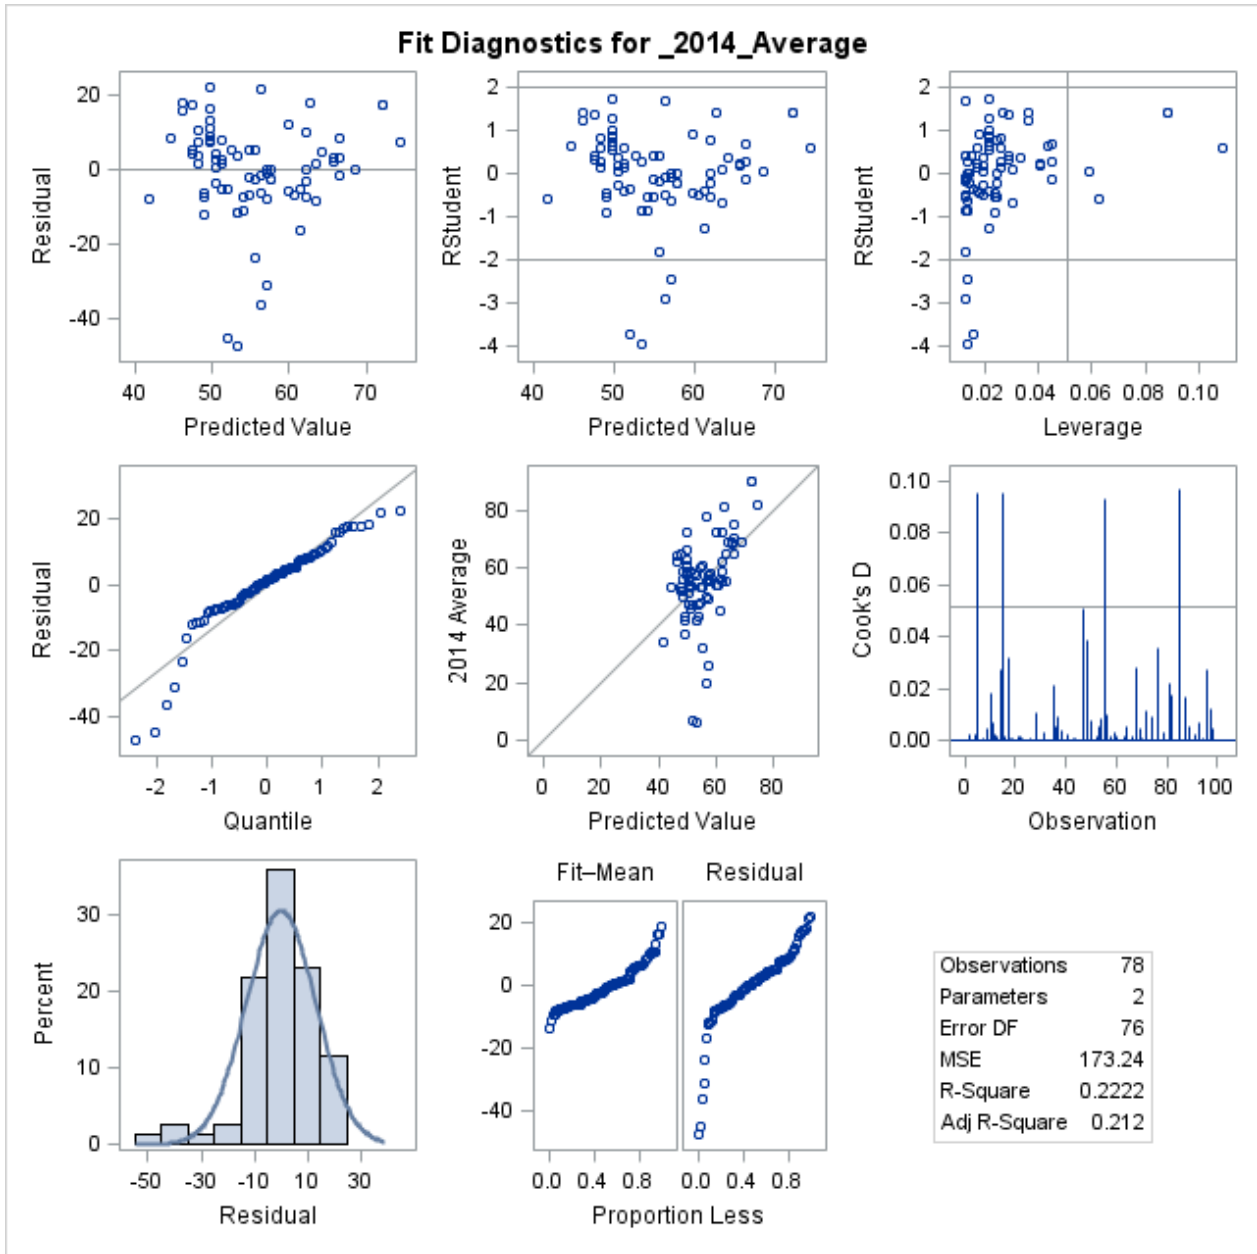 Fit Diagnostics for _2014_Average
Residual
20
0
-20
-40
40 50 60 70
Predicted Value
RStudent
2
1
0
-1
-2
-3
-4
40 50 60 70
Predicted Value
RStudent
2
1
0
-1
-2
-3
-4
0.02 0.04 0.06 0.08 0.10
Leverage
Residual
20
0
-20
-40
-2 -1 0 1 2
Quantile
2014 Average
80
60
40
20
0
0 20 40 60 80
Predicted Value
Cook's D
0.10
0.08
0.06
0.04
0.02
0.00
0 20 40 60 80 100
Observation
Percent
30
20
10
0
-50 -30 -10 10 30
Residual
Fit–Mean Residual
20
0
-20
-40
0.0 0.4 0.8 0.0 0.4 0.8
Proportion Less
Observations 78
Parameters 2
Error DF 76
MSE 173.24
R-Square 0.2222
Adj R-Square 0.212